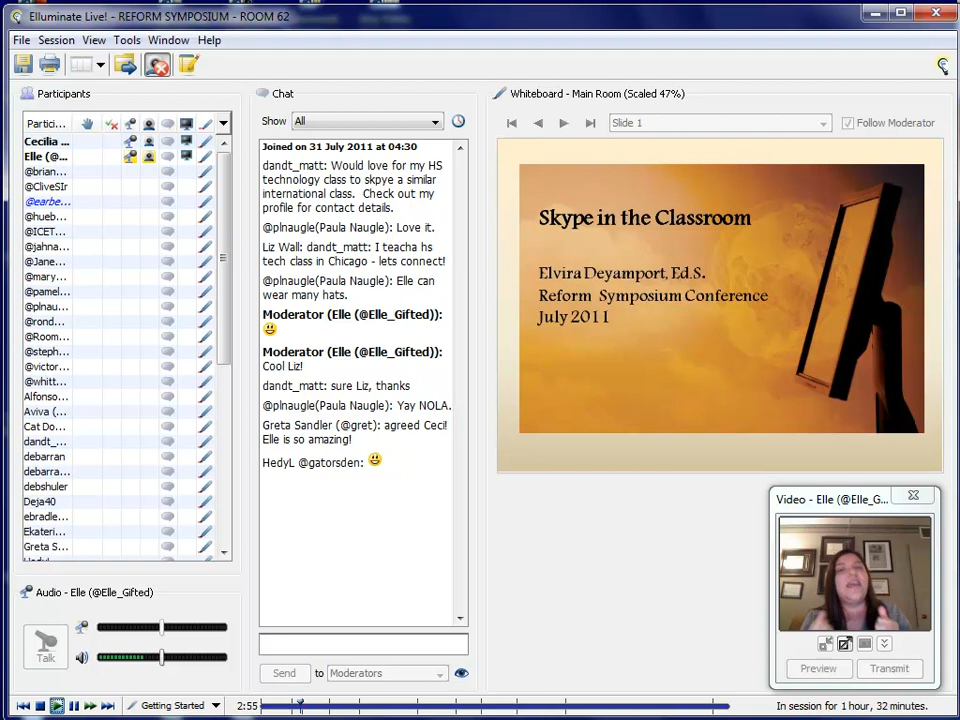 Elluminate Live! - REFORM SYMPOSIUM - ROOM 62
File Session View Tools Window Help
Participants
Partici...
Cecilia ...
Elle (@...
@brian...
@CliveSIr
@earbe...
@hueb...
@ICET...
@jahna...
@Jane...
@mary...
@pamel...
@plnau...
@rond...
@Room...
@steph...
@victor...
@whitt...
Alfonso...
Aviva (...
Cat Do...
dandt_...
debarran
debarra...
debshuler
Deja40
ebradle...
Ekateri...
Greta S...
Audio - Elle (@Elle_Gifted)
Talk
Chat
Show All
Joined on 31 July 2011 at 04:30
dandt_matt: Would love for my HS
technology class to skpye a similar
international class. Check out my
profile for contact details.
@plnaugle(Paula Naugle): Love it.
Liz Wall: dandt_matt: I teacha hs
tech class in Chicago - lets connect!
@plnaugle(Paula Naugle): Elle can
wear many hats.
Moderator (Elle (@Elle_Gifted)):
Moderator (Elle (@Elle_Gifted)):
Cool Liz!
dandt_matt: sure Liz, thanks
@plnaugle(Paula Naugle): Yay NOLA.
Greta Sandler (@gret): agreed Ceci!
Elle is so amazing!
HedyL @gatorsden:
Send to Moderators
Whiteboard - Main Room (Scaled 47%)
Slide 1 Follow Moderator
Skype in the Classroom
Elvira Deyamport, Ed.S.
Reform Symposium Conference
July 2011
Video - Elle (@Elle_G...
Preview Transmit
Getting Started 2:55 In session for 1 hour, 32 minutes.